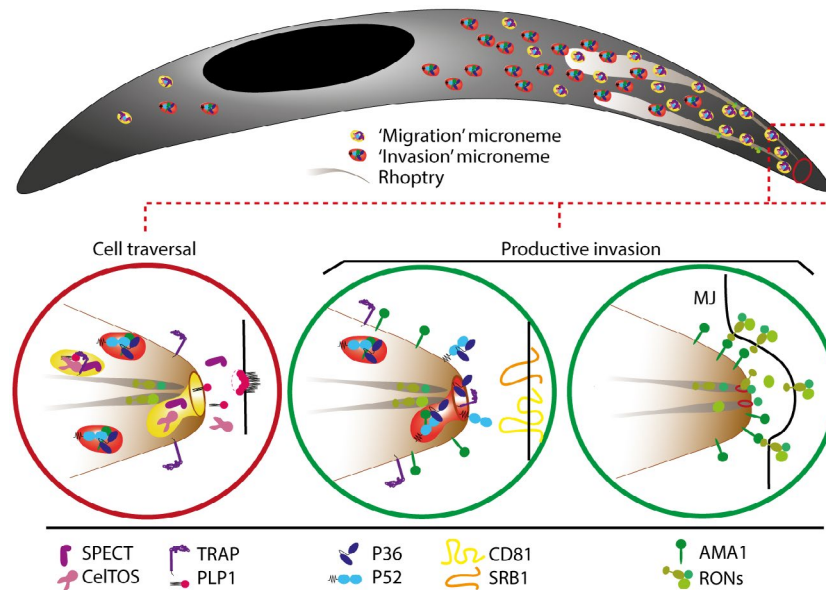 'Migration' microneme
'Invasion' microneme
Rhoptry
Cell traversal
Productive invasion
MJ
SPECT
CelTOS
TRAP
PLP1
P36
P52
CD81
SRB1
AMA1
RONs